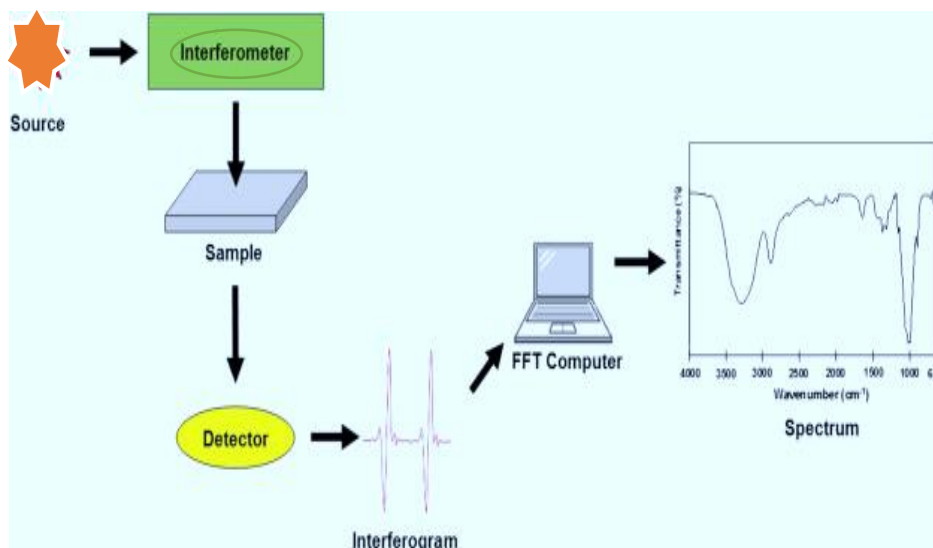 Source
Interferometer
Sample
Detector
Interferogram
FFT Computer
Transmittance (%)
4000 3500 3000 2500 2000 1500 1000
Wavenumber (cm⁻¹)
Spectrum